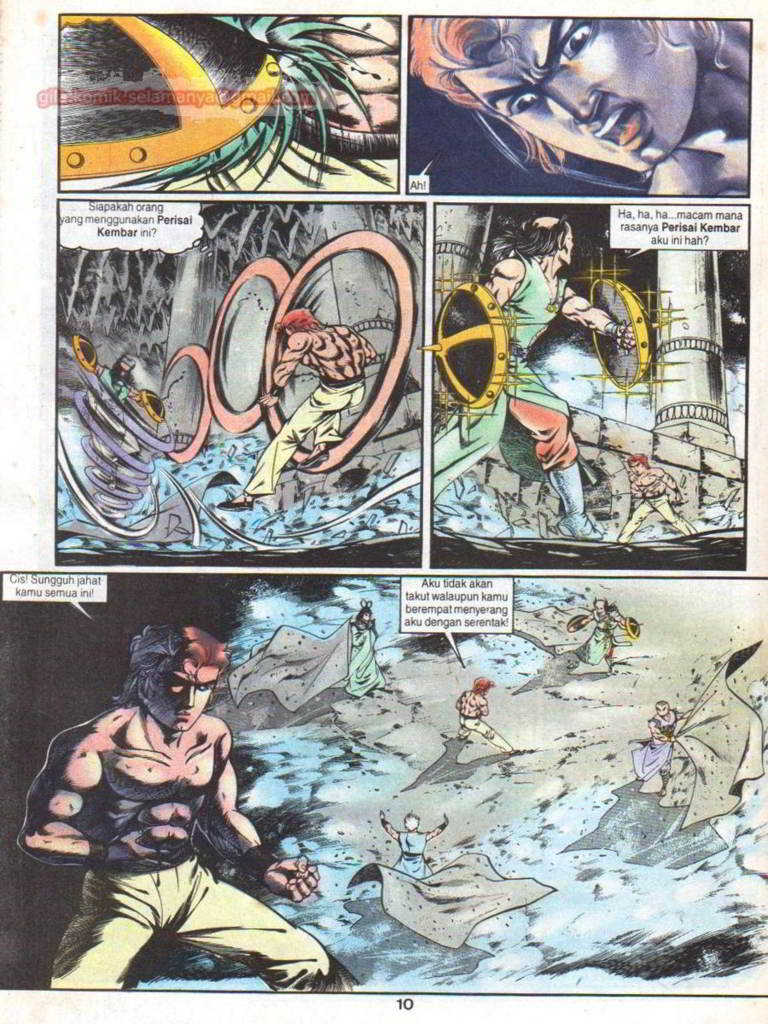 gilerkomik.selamanya@gmail.com
Ah!
Siapakah orang
yang menggunakan Perisai
Kembar ini?
Ha, ha, ha...macam mana
rasanya Perisai Kembar
aku ini hah?
Cis! Sungguh jahat
kamu semua ini!
Aku tidak akan
takut walaupun kamu
berempat menyerang
aku dengan serentak!
10